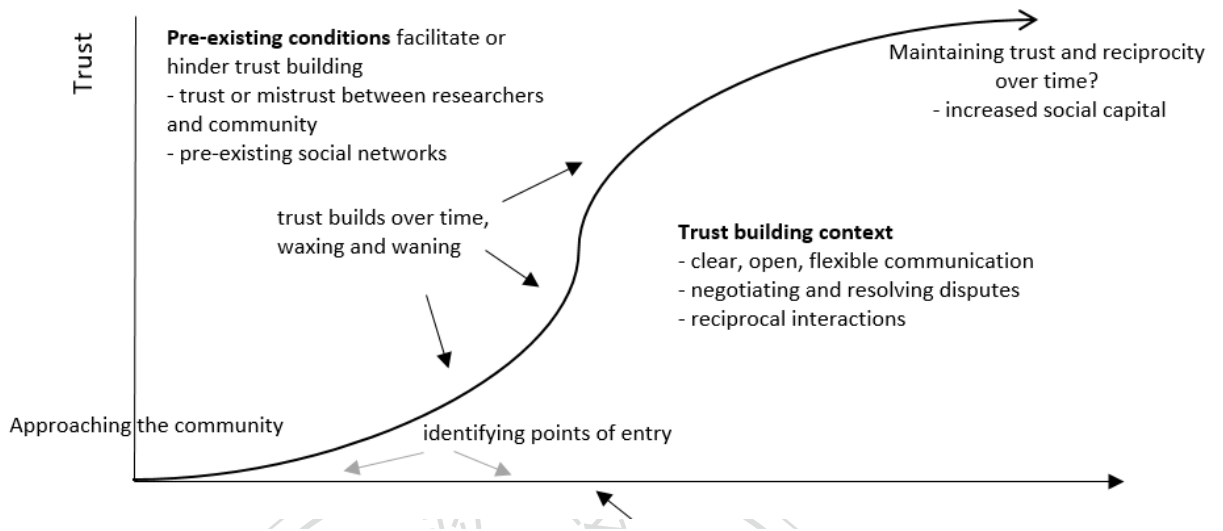 Trust
Pre-existing conditions facilitate or
hinder trust building
- trust or mistrust between researchers
and community
- pre-existing social networks
Maintaining trust and reciprocity
over time?
- increased social capital
trust builds over time,
waxing and waning
Trust building context
- clear, open, flexible communication
- negotiating and resolving disputes
- reciprocal interactions
Approaching the community
identifying points of entry